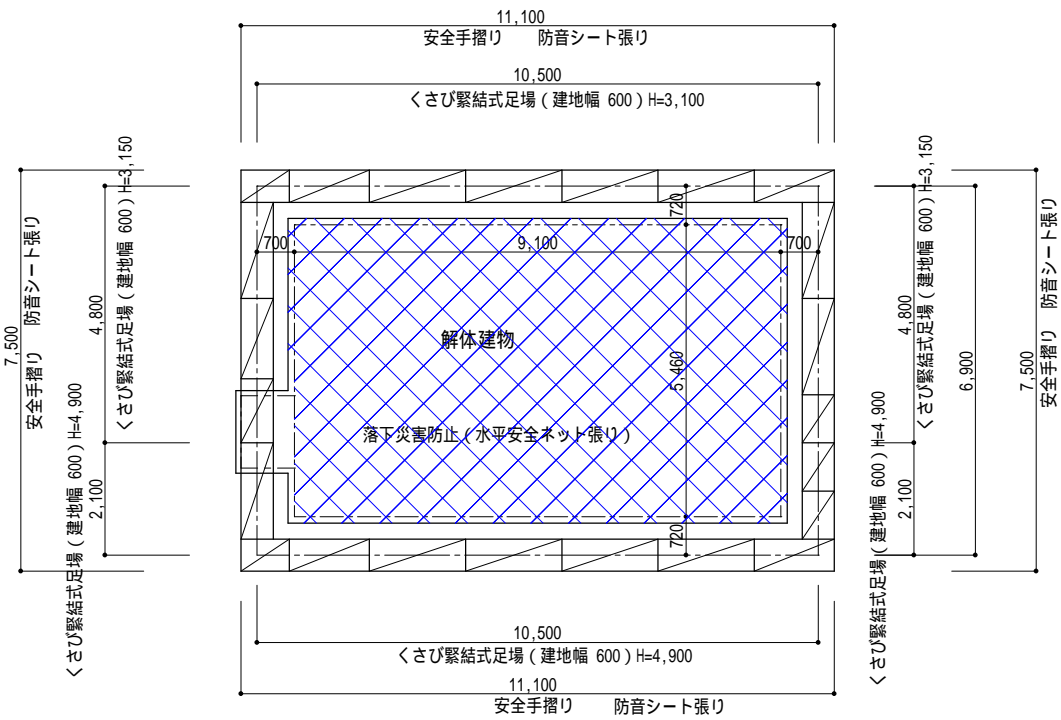 11,100
安全手摺り 防音シート張り
10,500
くさび緊結式足場(建地幅 600)H=3,100
7,500
安全手摺り 防音シート張り
4,800
くさび緊結式足場(建地幅 600)H=3,150
2,100
くさび緊結式足場(建地幅 600)H=4,900
720
700
9,100
700
解体建物
5,460
落下災害防止(水平安全ネット張り)
720
4,800
くさび緊結式足場(建地幅 600)H=3,150
2,100
くさび緊結式足場(建地幅 600)H=4,900
6,900
7,500
安全手摺り 防音シート張り
10,500
くさび緊結式足場(建地幅 600)H=4,900
11,100
安全手摺り 防音シート張り